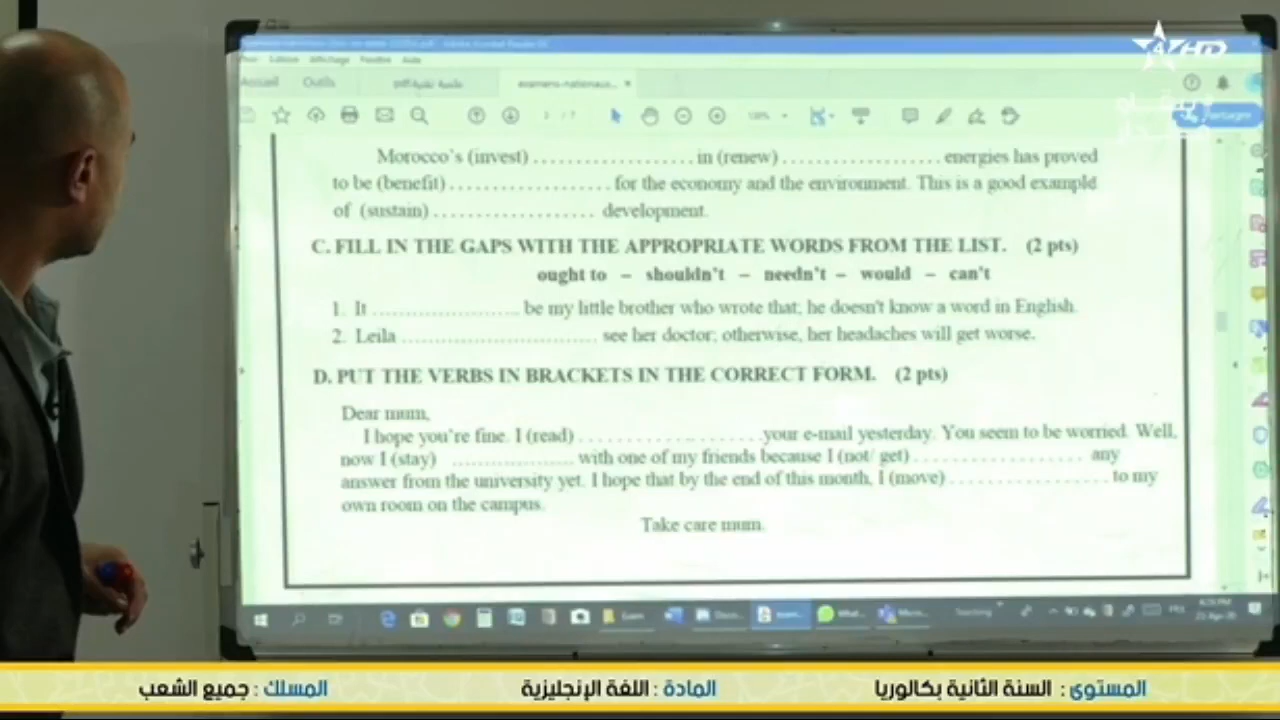 4 HD
Accueil Outils examens-nationaux...
Morocco's (invest) .................. in (renew) .................. energies has proved
to be (benefit) .................. for the economy and the environment. This is a good example
of (sustain) .................. development.
C. FILL IN THE GAPS WITH THE APPROPRIATE WORDS FROM THE LIST. (2 pts)
ought to – shouldn't – needn't – would – can't
1. It .................. be my little brother who wrote that; he doesn't know a word in English.
2. Leila .................. see her doctor; otherwise, her headaches will get worse.
D. PUT THE VERBS IN BRACKETS IN THE CORRECT FORM. (2 pts)
Dear mum,
I hope you're fine. I (read) .................. your e-mail yesterday. You seem to be worried. Well,
now I (stay) .................. with one of my friends because I (not/ get) .................. any
answer from the university yet. I hope that by the end of this month, I (move) .................. to my
own room on the campus.
Take care mum.
المستوى : السنة الثانية بكالوريا المادة : اللغة الإنجليزية المسلك : جميع الشعب